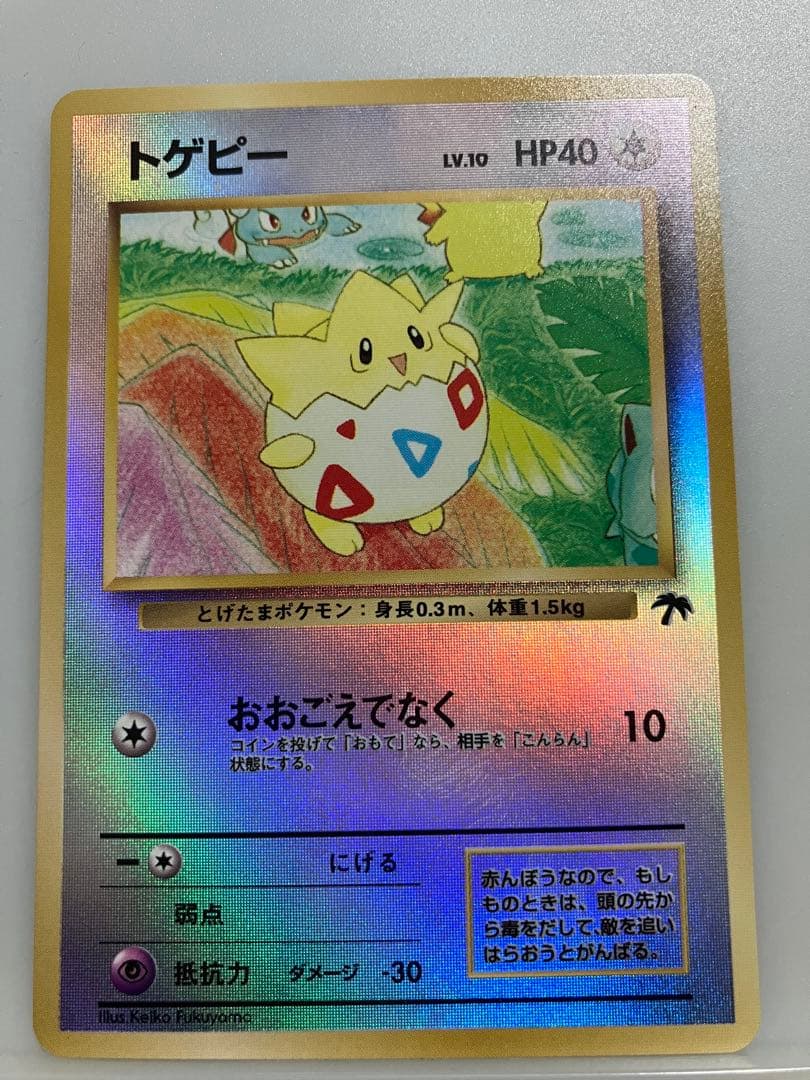 トゲピー LV.10 HP40
とげたまポケモン：身長0.3m、体重1.5kg
おおごえでなく 10
コインを投げて「おもて」なら、相手を「こんらん」
状態にする。
ー にげる
弱点
抵抗力 ダメージ -30
赤んぼうなので、もし
ものときは、頭の先か
ら毒をだして、敵を追い
はらおうとがんばる。
Illus.Keiko Fukuyama